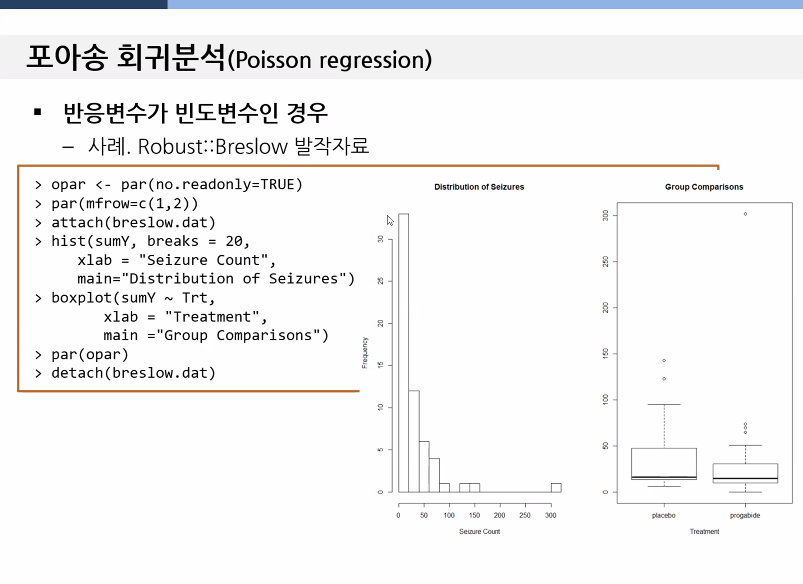 포아송 회귀분석(Poisson regression)
▪ 반응변수가 빈도변수인 경우
– 사례. Robust::Breslow 발작자료
> opar <- par(no.readonly=TRUE)
> par(mfrow=c(1,2))
> attach(breslow.dat)
> hist(sumY, breaks = 20,
xlab = "Seizure Count",
main="Distribution of Seizures")
> boxplot(sumY ~ Trt,
xlab = "Treatment",
main ="Group Comparisons")
> par(opar)
> detach(breslow.dat)
Distribution of Seizures
Frequency
30
25
20
15
10
5
0
0 50 100 150 200 250 300
Seizure Count
Group Comparisons
300
250
200
150
100
50
0
placebo progabide
Treatment